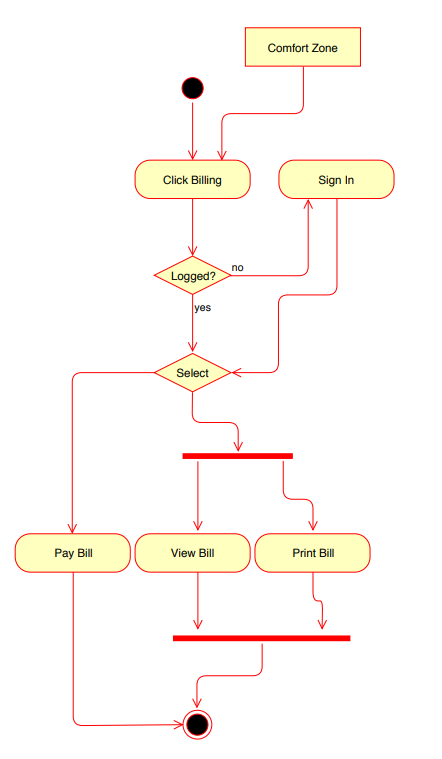 Comfort Zone
Click Billing
Sign In
Logged?
no
yes
Select
Pay Bill
View Bill
Print Bill